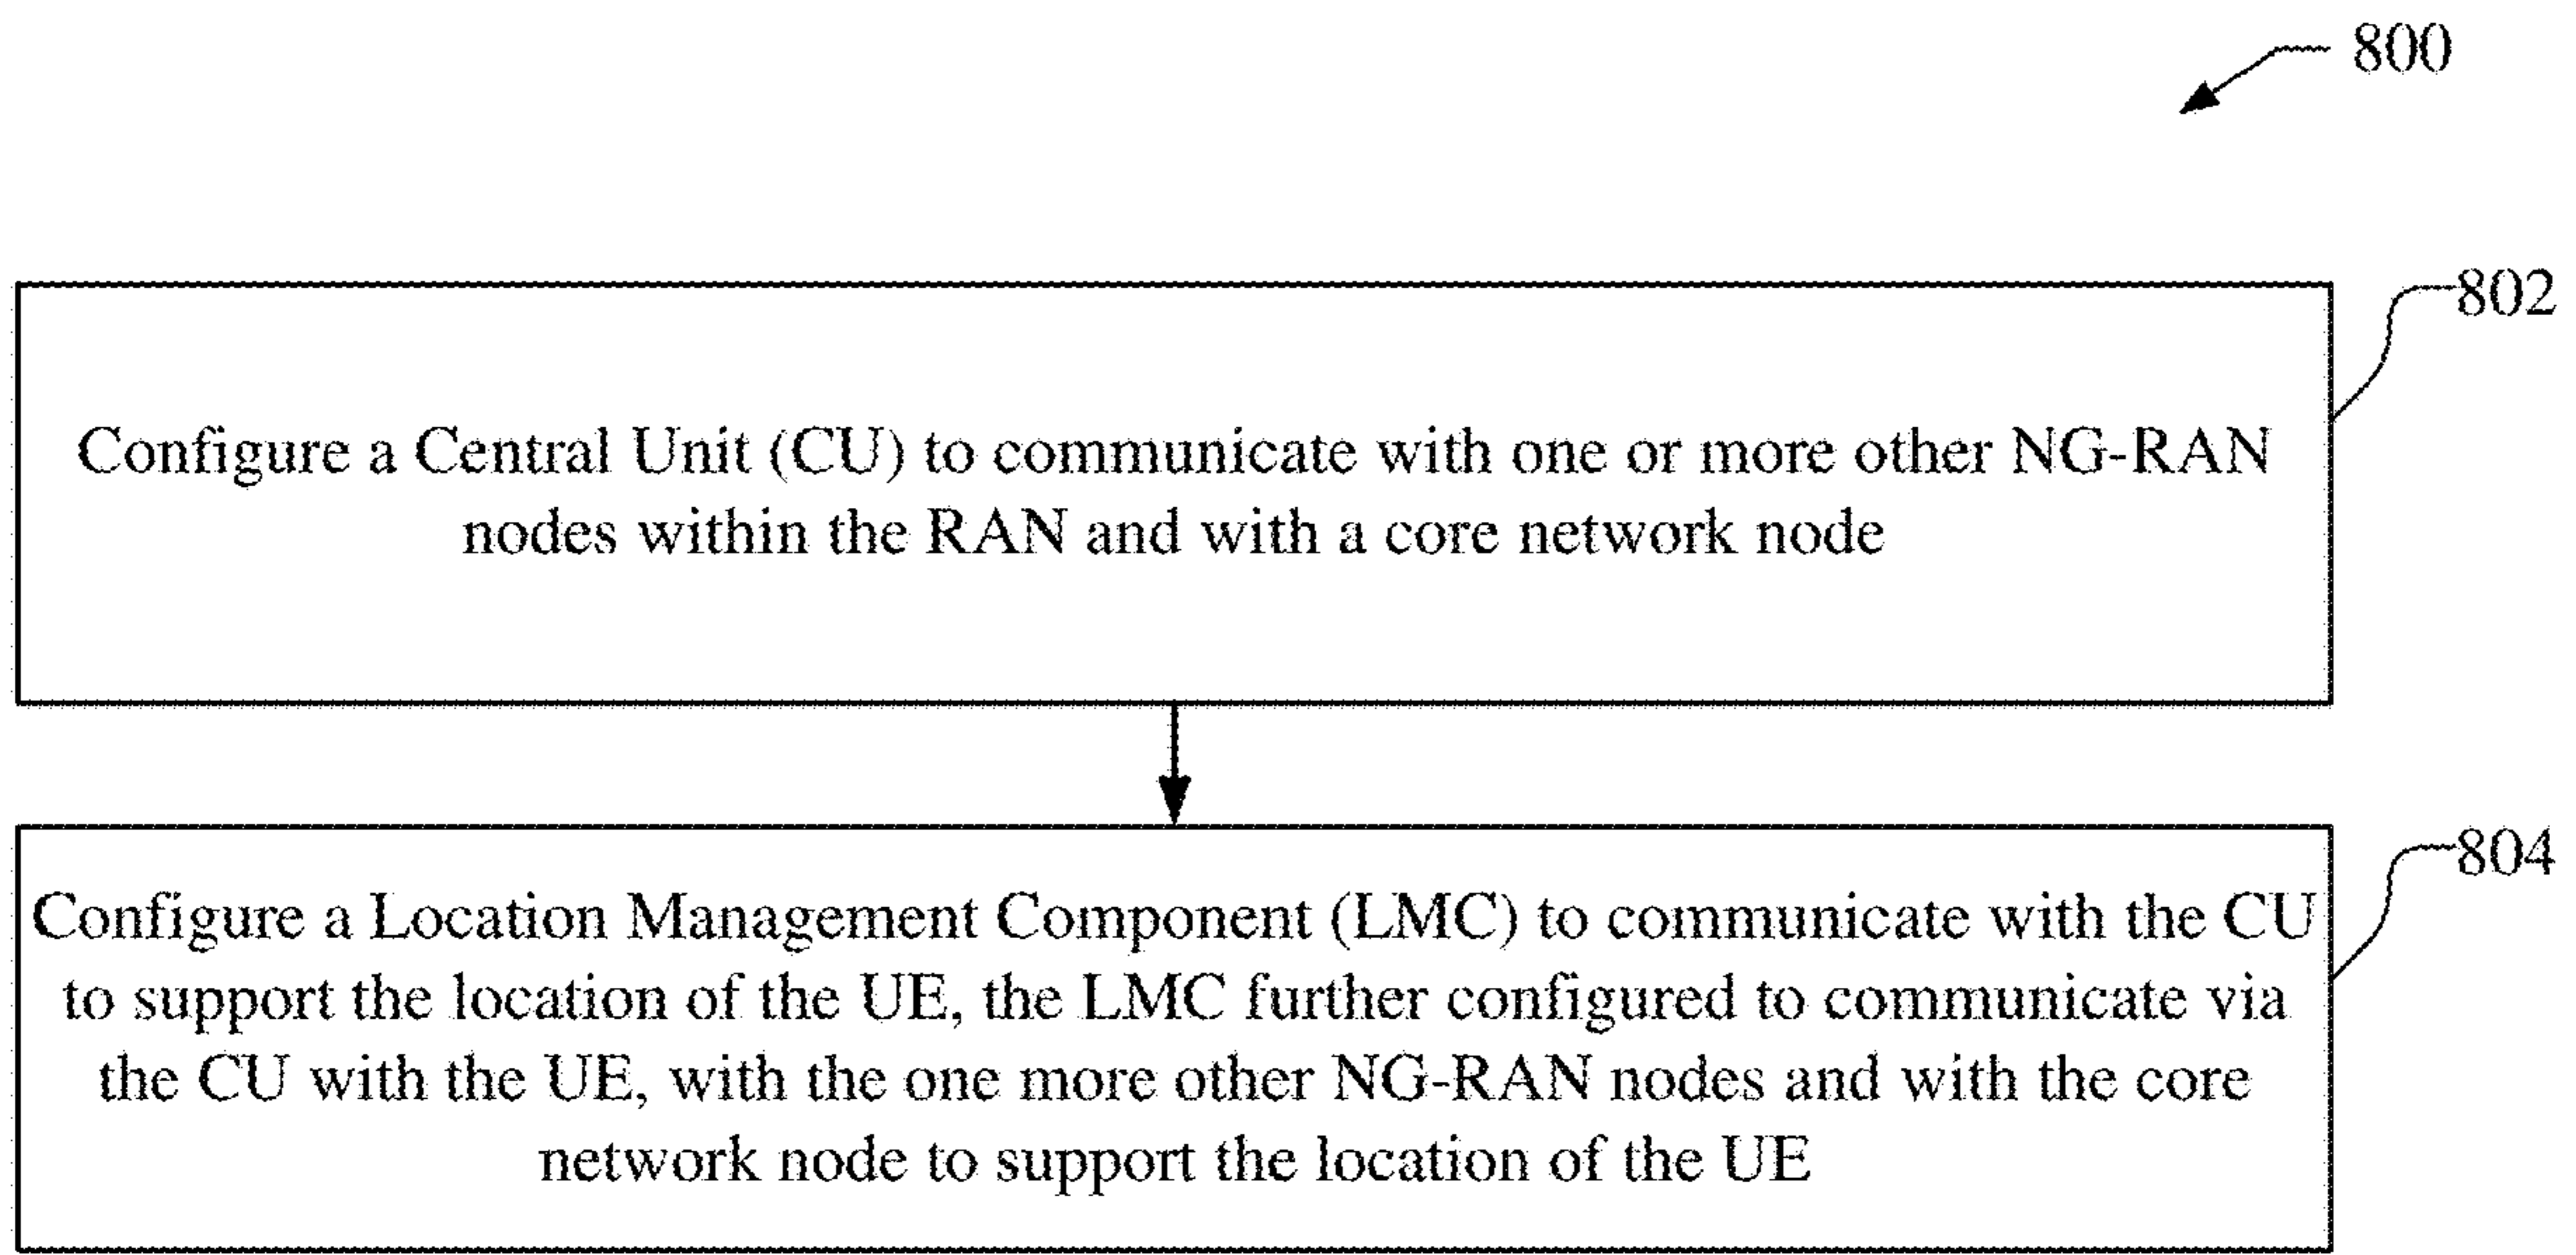 800
802
Configure a Central Unit (CU) to communicate with one or more other NG-RAN
nodes within the RAN and with a core network node
804
Configure a Location Management Component (LMC) to communicate with the CU
to support the location of the UE, the LMC further configured to communicate via
the CU with the UE, with the one more other NG-RAN nodes and with the core
network node to support the location of the UE